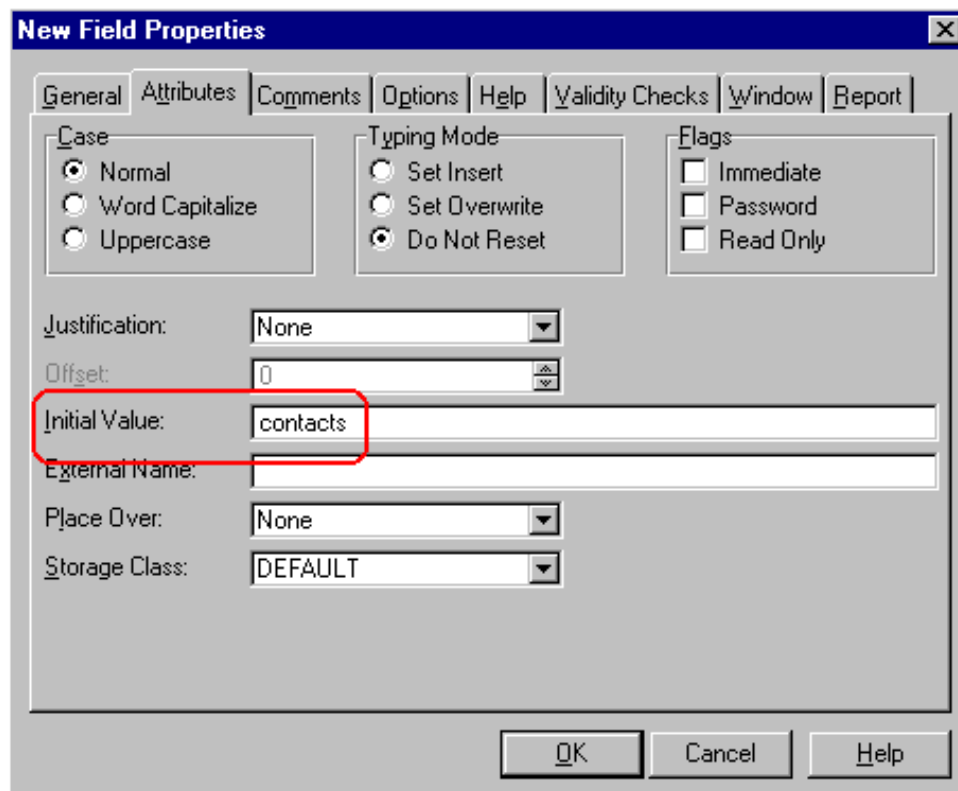 New Field Properties
General Attributes Comments Options Help Validity Checks Window Report
Case Typing Mode Flags
Normal Set Insert Immediate
Word Capitalize Set Overwrite Password
Uppercase Do Not Reset Read Only
Justification: None
Offset: 0
Initial Value: contacts
External Name:
Place Over: None
Storage Class: DEFAULT
OK Cancel Help